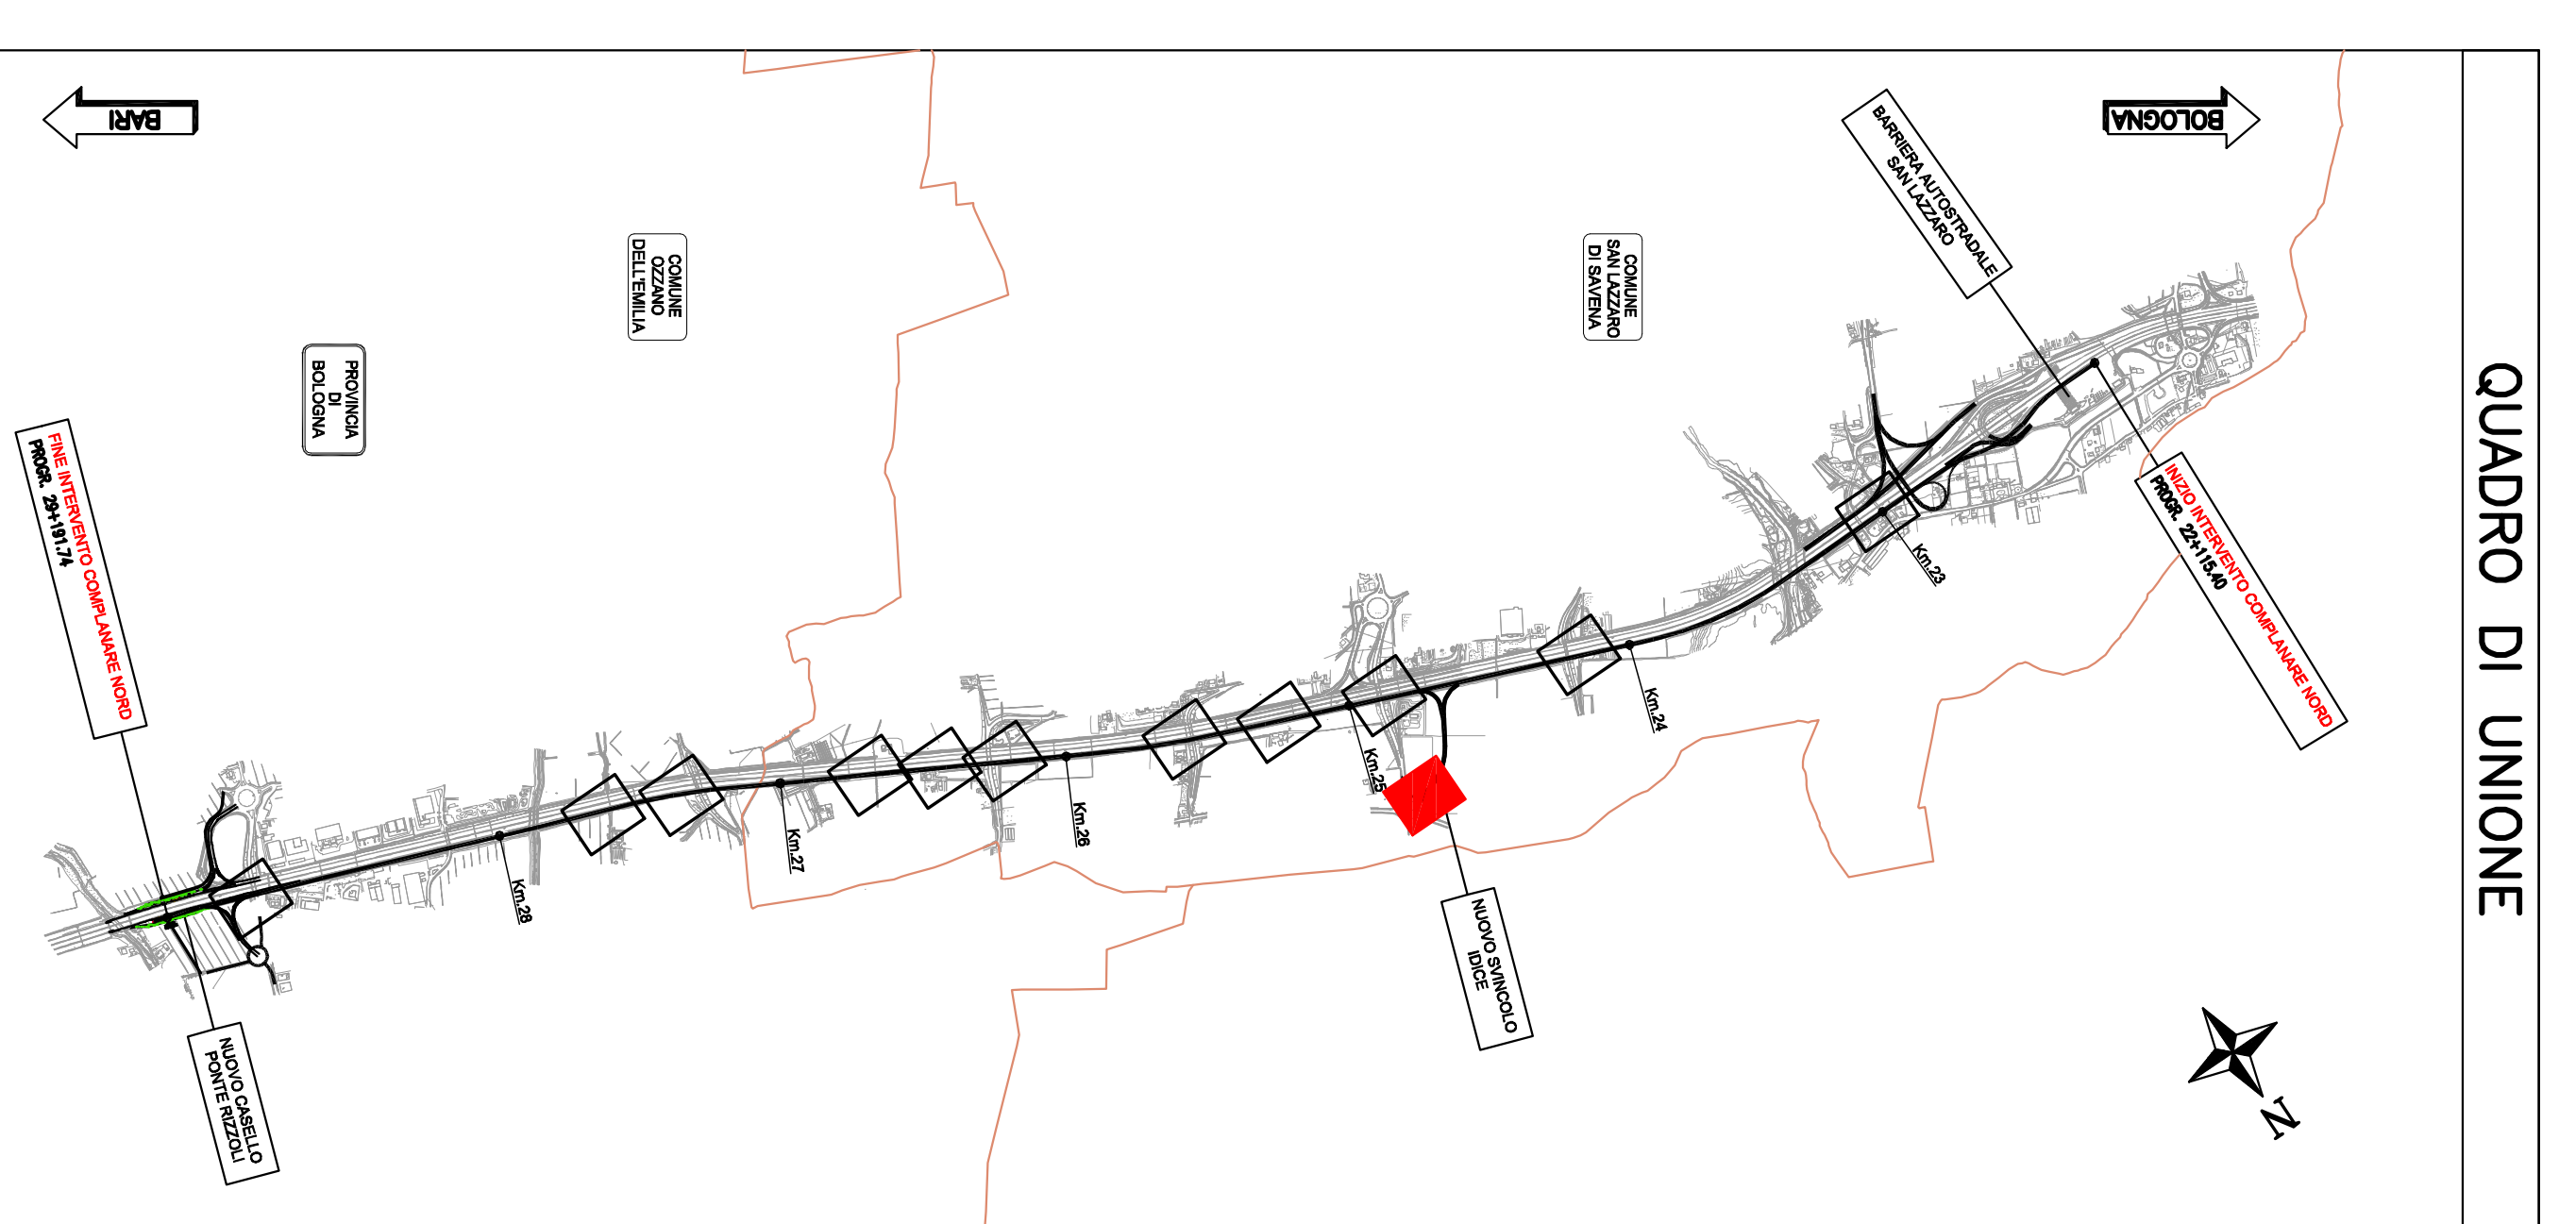 QUADRO DI UNIONE
BOLOGNA
BARI
BARRIERA AUTOSTRADALE
SAN LAZZARO
INIZIO INTERVENTO COMPLANARE NORD
PROGR. 22+115.40
COMUNE
SAN LAZZARO
DI SAVENA
COMUNE
OZZANO
DELL'EMILIA
PROVINCIA
DI
BOLOGNA
FINE INTERVENTO COMPLANARE NORD
PROGR. 29+191.74
Km.23
Km.24
Km.25
Km.26
Km.27
Km.28
NUOVO SVINCOLO
IDICE
NUOVO CASELLO
PONTE RIZZOLI
N